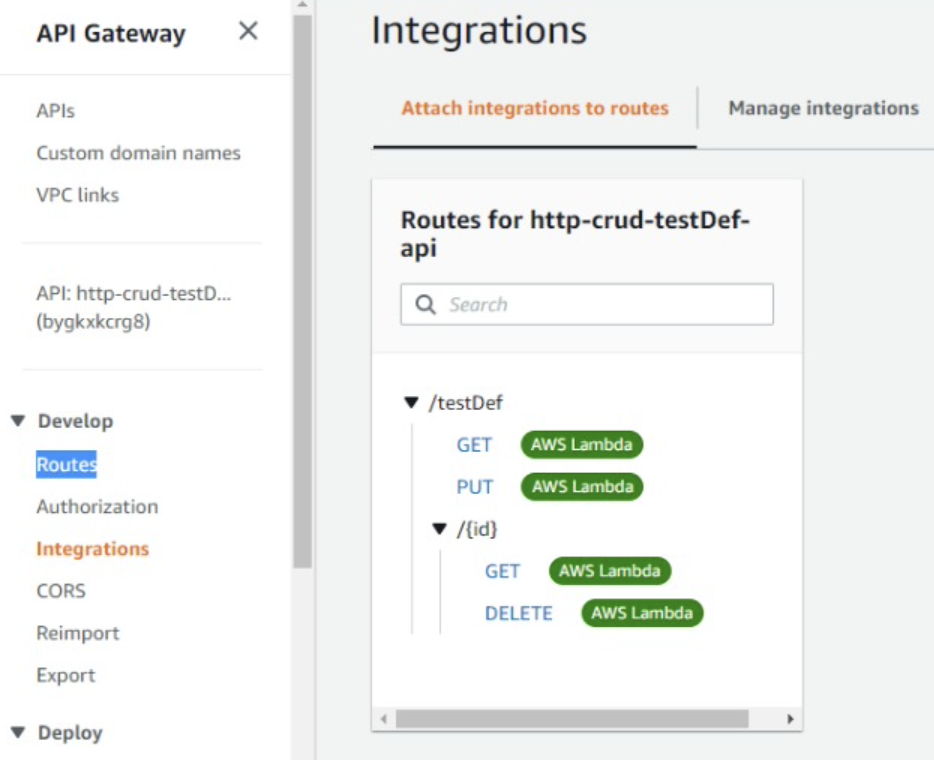 API Gateway
APIs
Custom domain names
VPC links
API: http-crud-testD...
(bygkxkcrg8)
Develop
Routes
Authorization
Integrations
CORS
Reimport
Export
Deploy
Integrations
Attach integrations to routes
Manage integrations
Routes for http-crud-testDef-
api
Search
/testDef
GET AWS Lambda
PUT AWS Lambda
/{id}
GET AWS Lambda
DELETE AWS Lambda